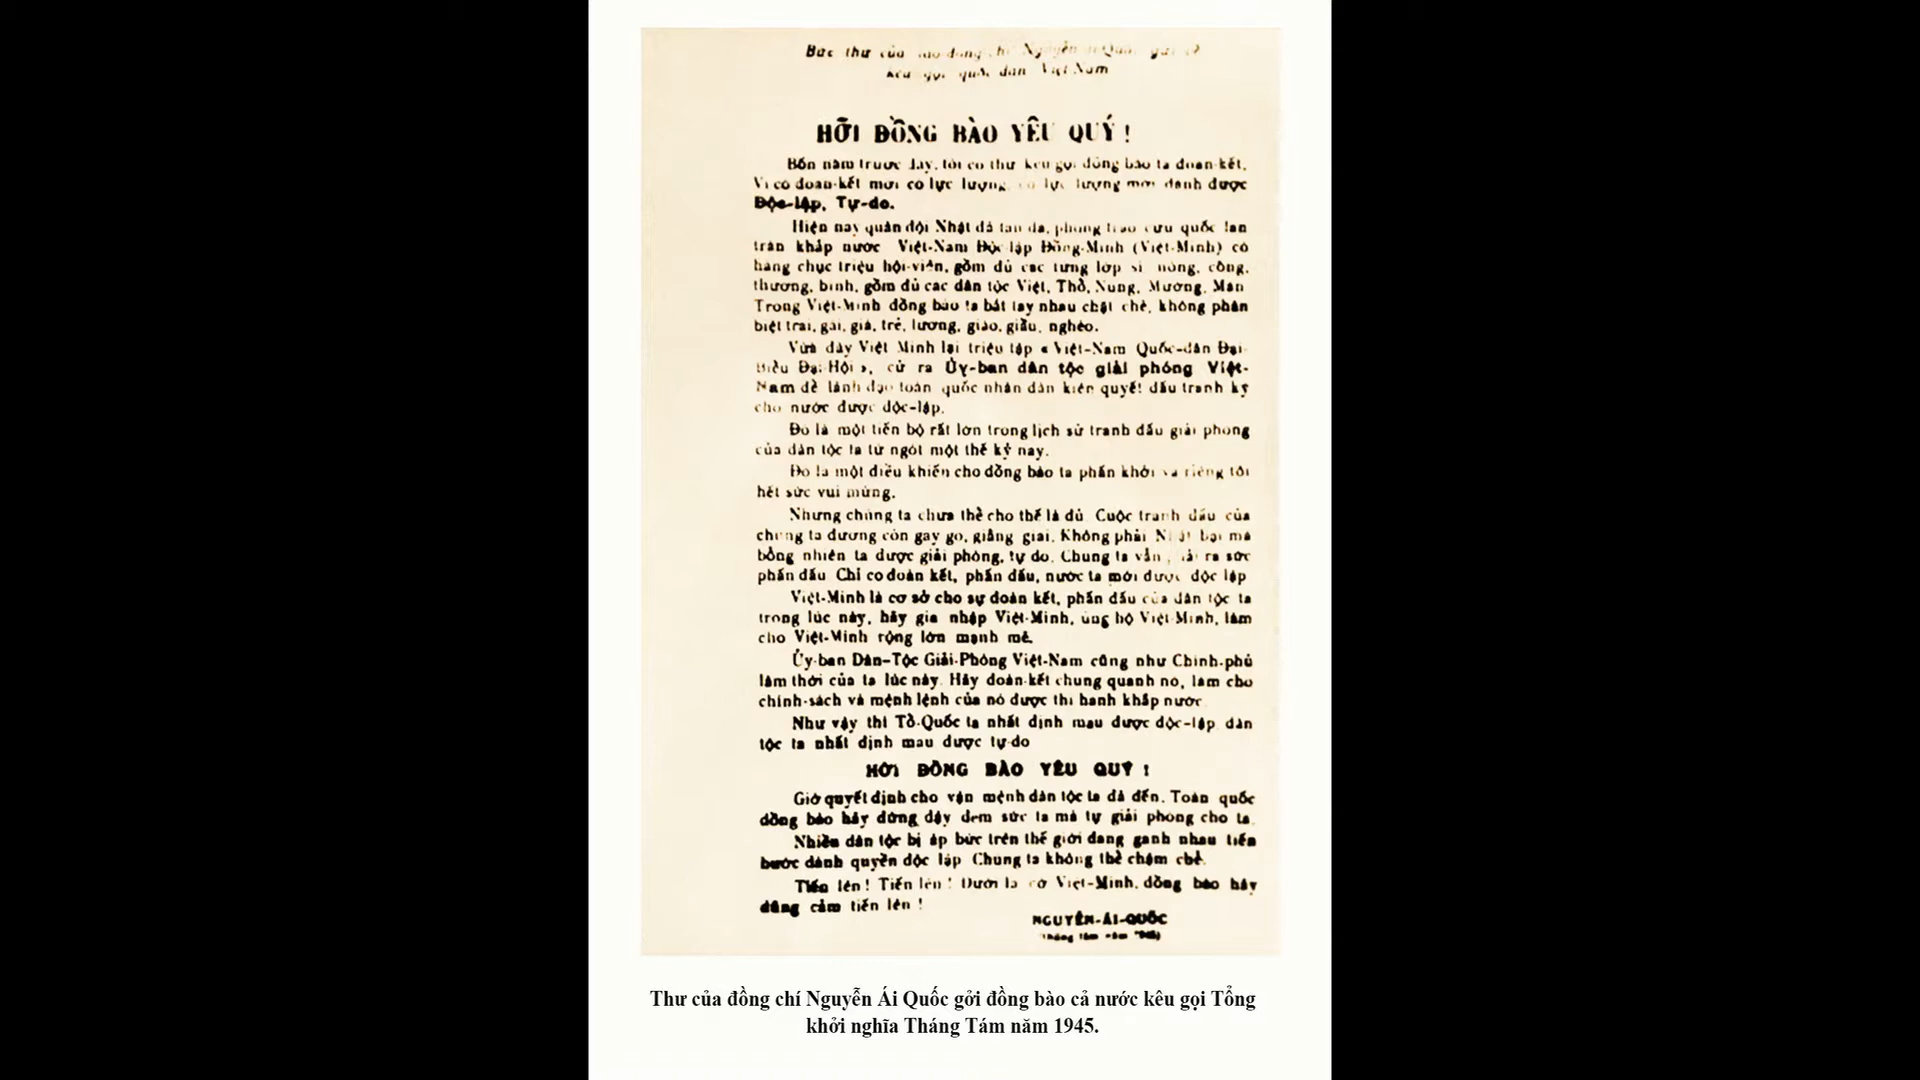 Bức thư của đồng chí Nguyễn Ái Quốc gửi
kêu gọi quốc dân Việt Nam
HỠI ĐỒNG BÀO YÊU QUÝ !
Bốn năm trước đây, tôi có thư kêu gọi đồng bào ta đoàn-kết.
Vì có đoàn-kết mới có lực lượng, có lực lượng mới dành được
Độc-lập, Tự-do.
Hiện nay quân đội Nhật đã tan dã, phong trào cứu quốc lan
tràn khắp nước Việt-Nam Độc lập Đồng-Minh (Việt-Minh) có
hàng chục triệu hội-viên, gồm đủ các từng lớp sĩ nông, công,
thương, binh, gồm đủ các dân tộc Việt, Thổ, Nùng, Mường, Mán
Trong Việt-Minh đồng bào ta bắt tay nhau chặt chẽ, không phân
biệt trai, gái, già, trẻ, lương, giáo, giầu, nghèo.
Vừa đây Việt Minh lại triệu tập « Việt-Nam Quốc-dân Đại-
Biểu Đại-Hội », cử ra Ủy-ban dân tộc giải phóng Việt-
Nam để lãnh đạo toàn quốc nhân dân kiên quyết đấu tranh kỳ
cho nước được độc-lập.
Đó là một tiến bộ rất lớn trong lịch sử tranh đấu giải phóng
của dân tộc ta từ ngót một thế kỷ nay.
Đó là một điều khiến cho đồng bào ta phấn khởi và riêng tôi
hết sức vui mừng.
Nhưng chúng ta chưa thể cho thế là đủ. Cuộc tranh đấu của
chúng ta đương còn gay go, giằng giai. Không phải Nhật bại mà
bỗng nhiên ta được giải phóng, tự do. Chúng ta vẫn phải ra sức
phấn đấu Chỉ có đoàn kết, phấn đấu, nước ta mới được độc lập
Việt-Minh là cơ sở cho sự đoàn kết, phấn đấu của dân tộc ta
trong lúc này, hãy gia nhập Việt-Minh, ủng hộ Việt-Minh, làm
cho Việt-Minh rộng lớn mạnh mẽ.
Ủy-ban Dân-Tộc Giải-Phóng Việt-Nam cũng như Chính-phủ
lâm thời của ta lúc này. Hãy đoàn-kết chung quanh nó, làm cho
chính-sách và mệnh lệnh của nó được thi hành khắp nước.
Như vậy thì Tổ-Quốc ta nhất định mau được độc-lập dân
tộc ta nhất định mau được tự-do
HỠI ĐỒNG BÀO YÊU QUÝ !
Giờ quyết định cho vận mệnh dân tộc ta đã đến. Toàn quốc
đồng bào hãy đứng dậy đem sức ta mà tự giải phóng cho ta.
Nhiều dân tộc bị áp bức trên thế giới đang ganh nhau tiến
bước dành quyền độc lập Chúng ta không thể chậm chễ.
Tiến lên ! Tiến lên ! Dưới lá cờ Việt-Minh, đồng bào hãy
dũng cảm tiến lên !
NGUYỄN-ÁI-QUỐC
Tháng tám năm 1945
Thư của đồng chí Nguyễn Ái Quốc gởi đồng bào cả nước kêu gọi Tổng
khởi nghĩa Tháng Tám năm 1945.